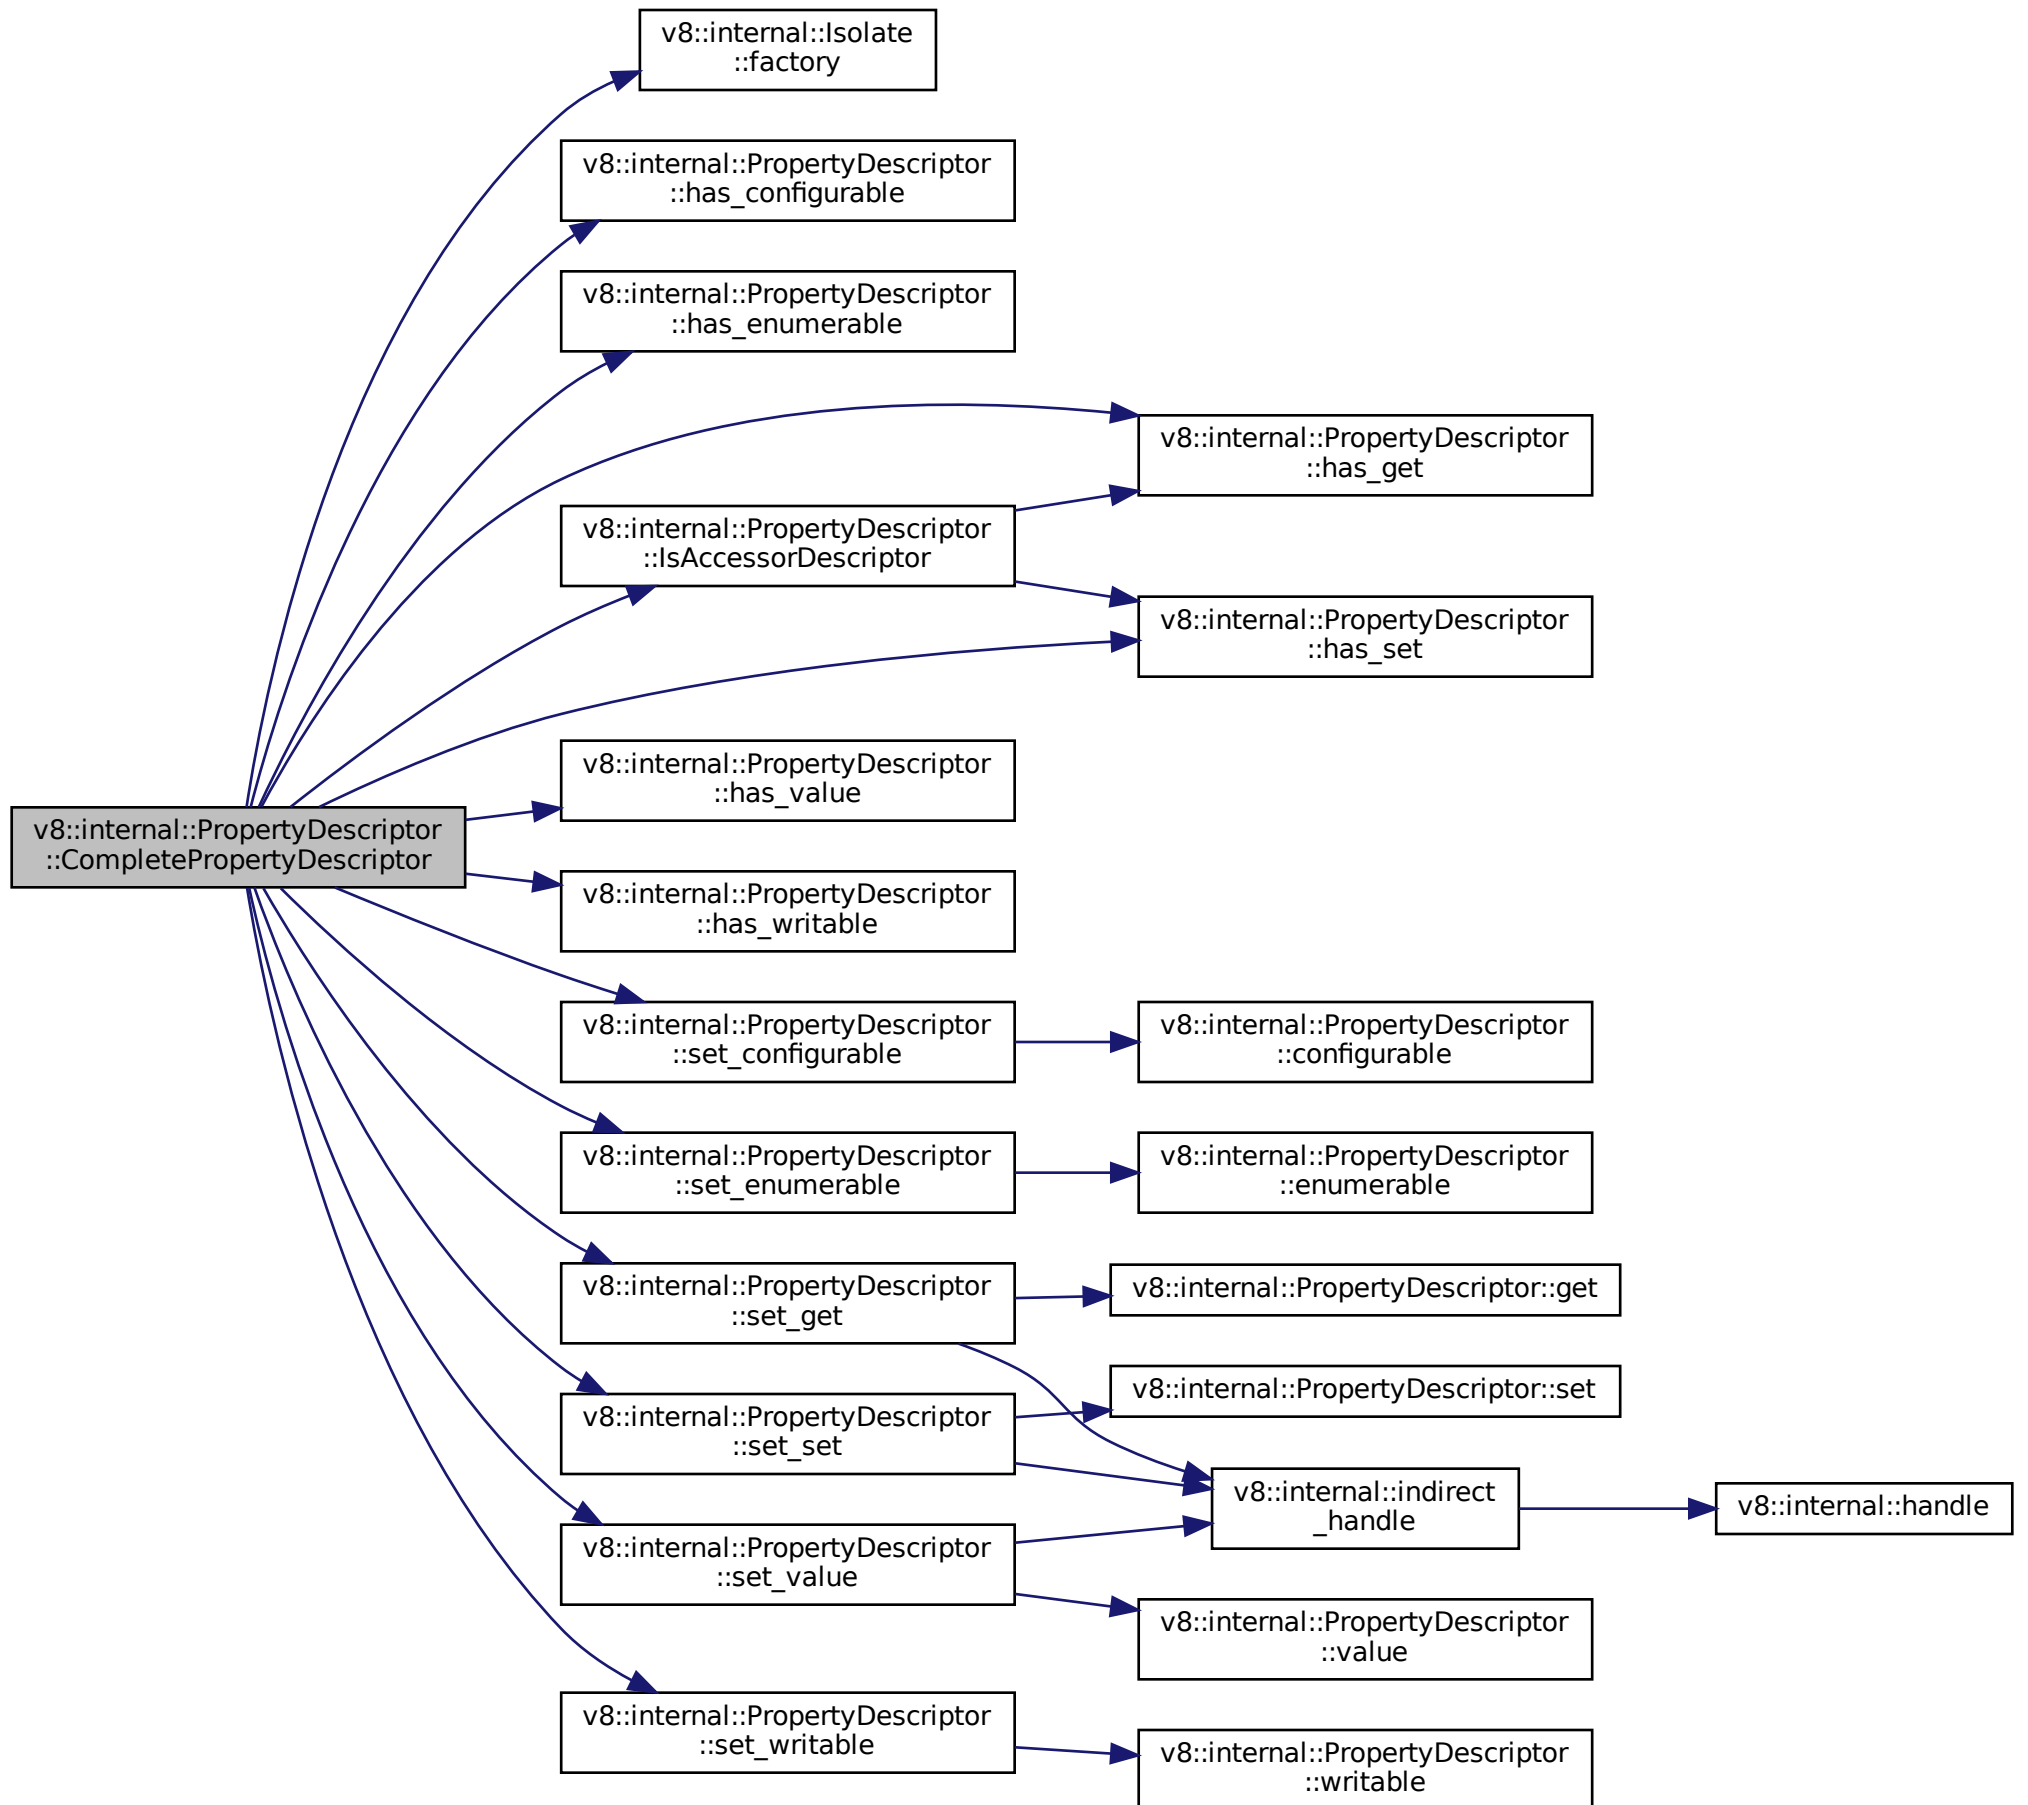 v8::internal::Isolate
::factory
v8::internal::PropertyDescriptor
::has_configurable
v8::internal::PropertyDescriptor
::has_enumerable
v8::internal::PropertyDescriptor
::has_get
v8::internal::PropertyDescriptor
::IsAccessorDescriptor
v8::internal::PropertyDescriptor
::has_set
v8::internal::PropertyDescriptor
::has_value
v8::internal::PropertyDescriptor
::CompletePropertyDescriptor
v8::internal::PropertyDescriptor
::has_writable
v8::internal::PropertyDescriptor
::set_configurable
v8::internal::PropertyDescriptor
::configurable
v8::internal::PropertyDescriptor
::set_enumerable
v8::internal::PropertyDescriptor
::enumerable
v8::internal::PropertyDescriptor
::set_get
v8::internal::PropertyDescriptor::get
v8::internal::PropertyDescriptor::set
v8::internal::PropertyDescriptor
::set_set
v8::internal::indirect
_handle
v8::internal::handle
v8::internal::PropertyDescriptor
::set_value
v8::internal::PropertyDescriptor
::value
v8::internal::PropertyDescriptor
::set_writable
v8::internal::PropertyDescriptor
::writable